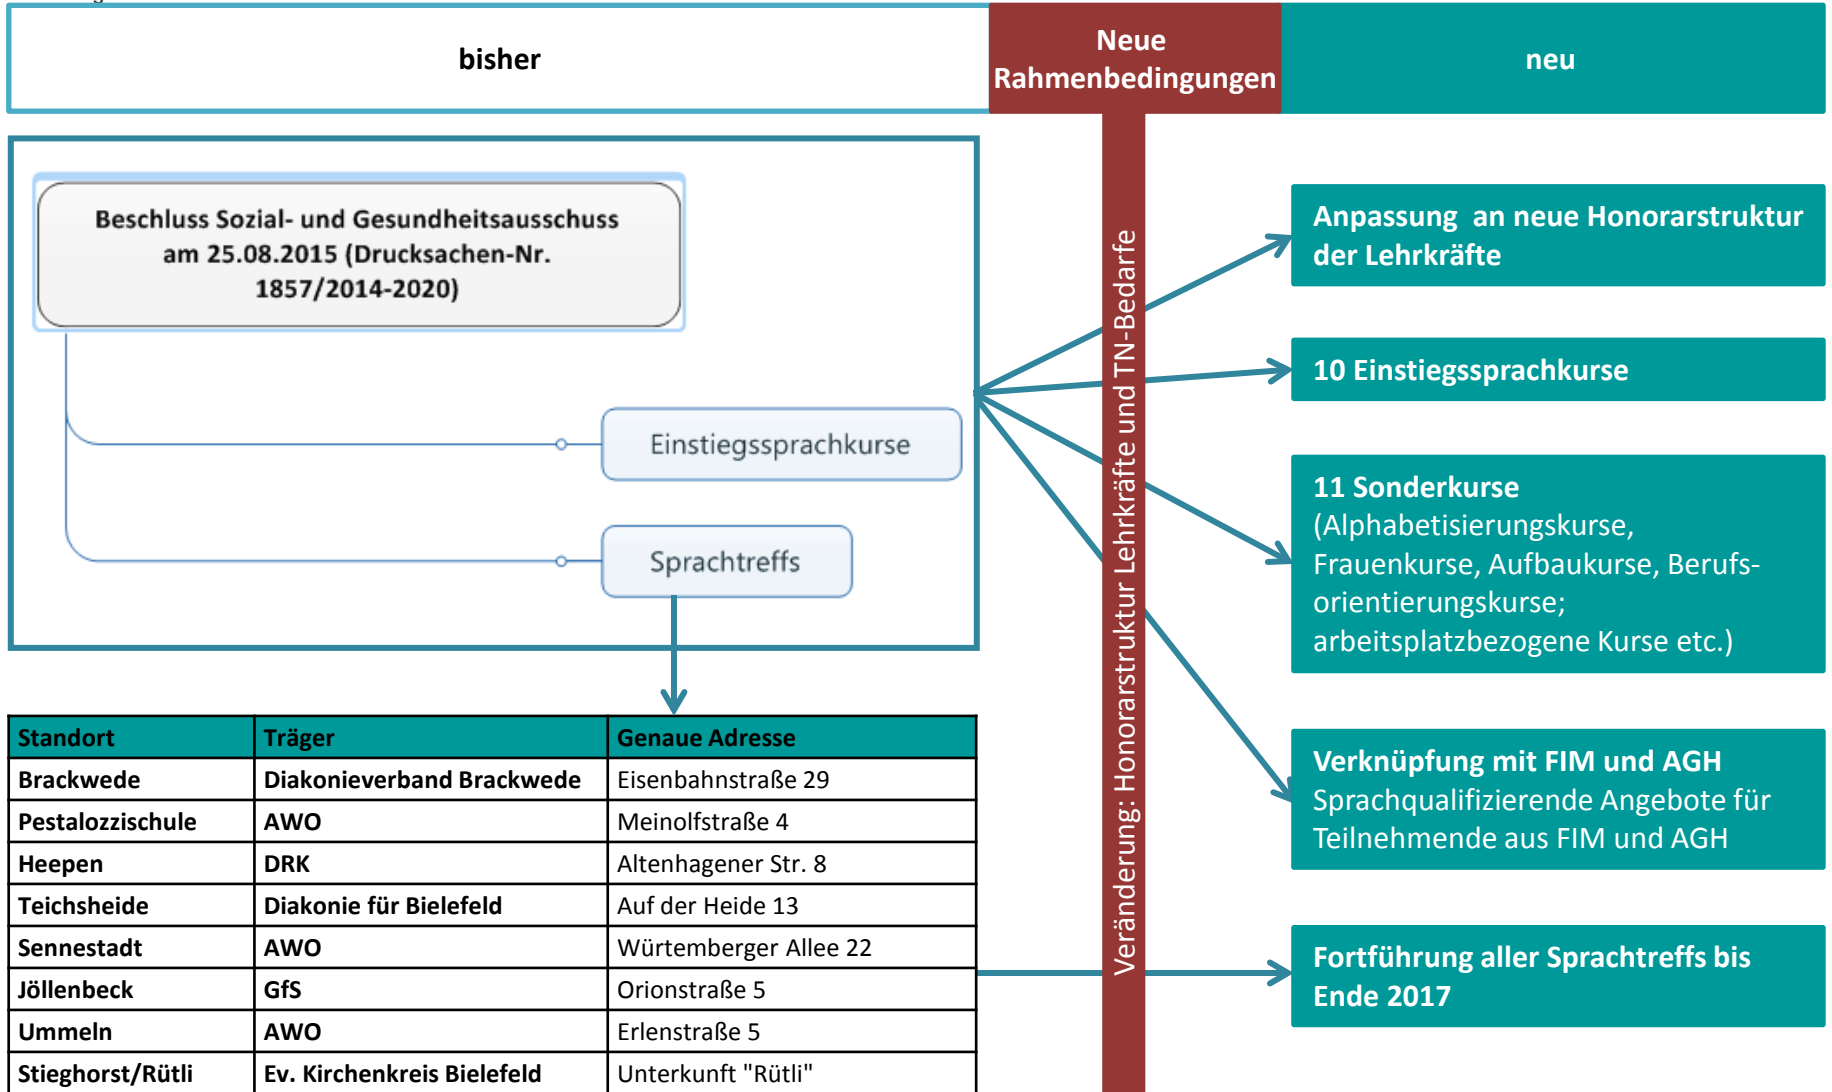 bisher
Neue
Rahmenbedingungen
neu
Beschluss Sozial- und Gesundheitsausschuss
am 25.08.2015 (Drucksachen-Nr.
1857/2014-2020)
Einstiegssprachkurse
Sprachtreffs
Standort Träger Genaue Adresse
Brackwede Diakonieverband Brackwede Eisenbahnstraße 29
Pestalozzischule AWO Meinolfstraße 4
Heepen DRK Altenhagener Str. 8
Teichsheide Diakonie für Bielefeld Auf der Heide 13
Sennestadt AWO Würtemberger Allee 22
Jöllenbeck GfS Orionstraße 5
Ummeln AWO Erlenstraße 5
Stieghorst/Rütli Ev. Kirchenkreis Bielefeld Unterkunft "Rütli"
Veränderung: Honorarstruktur Lehrkräfte und TN-Bedarfe
Anpassung an neue Honorarstruktur
der Lehrkräfte
10 Einstiegssprachkurse
11 Sonderkurse
(Alphabetisierungskurse,
Frauenkurse, Aufbaukurse, Berufs-
orientierungskurse;
arbeitsplatzbezogene Kurse etc.)
Verknüpfung mit FIM und AGH
Sprachqualifizierende Angebote für
Teilnehmende aus FIM und AGH
Fortführung aller Sprachtreffs bis
Ende 2017